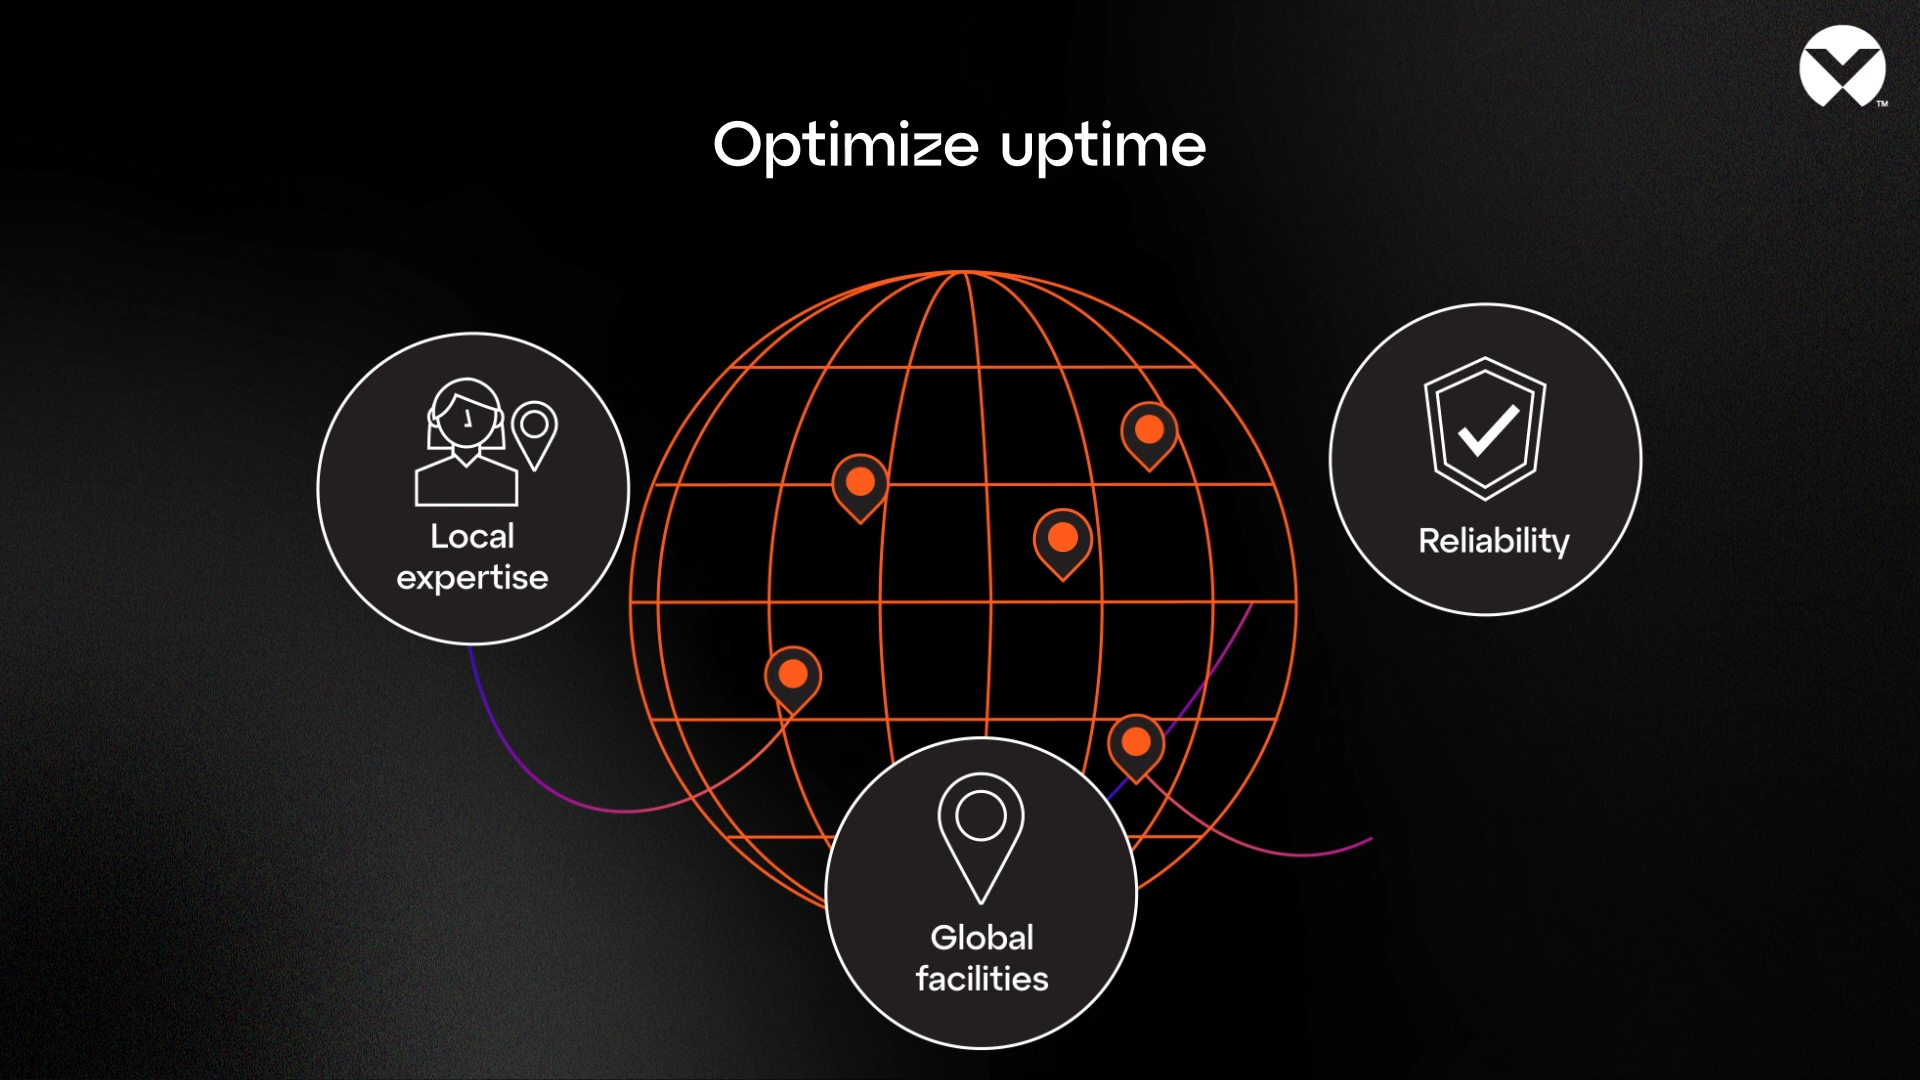 Optimize uptime
Local
expertise
Reliability
Global
facilities
TM